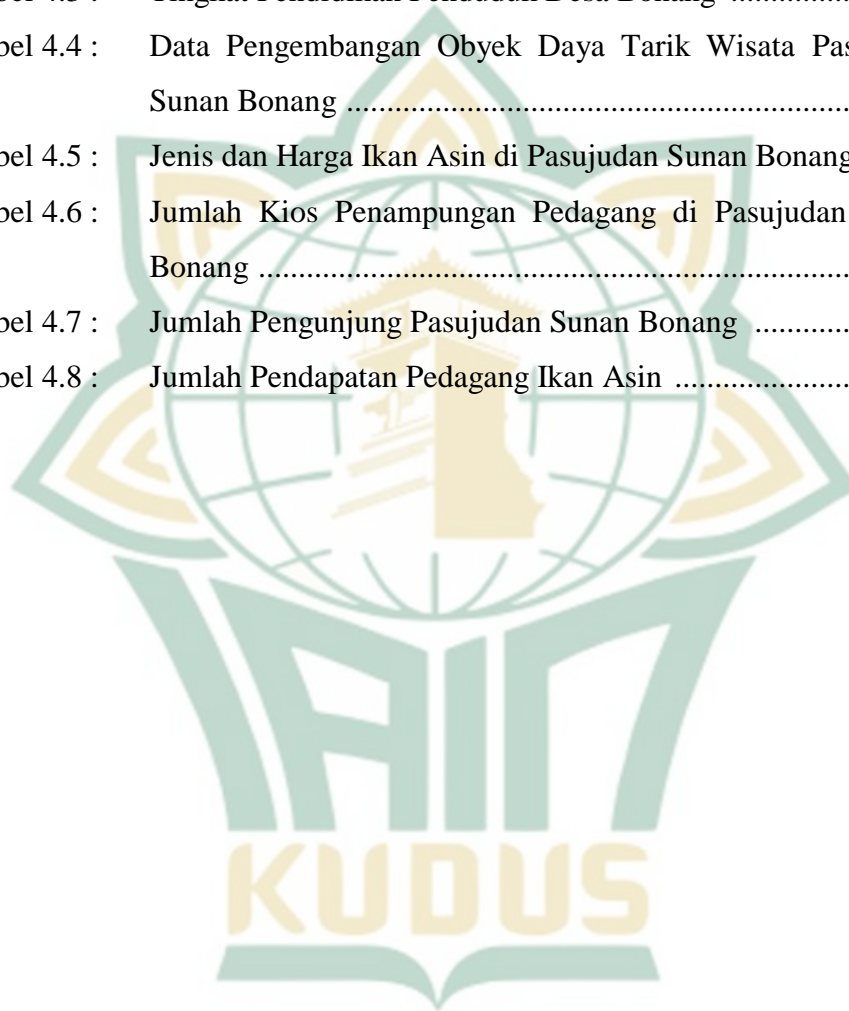 Tingkat Pendidikan Penduduk Desa Bonang ................
bel 4.4 : Data Pengembangan Obyek Daya Tarik Wisata Pas
Sunan Bonang ...................................................................
bel 4.5 : Jenis dan Harga Ikan Asin di Pasujudan Sunan Bonang
bel 4.6 : Jumlah Kios Penampungan Pedagang di Pasujudan
Bonang ...............................................................................
bel 4.7 : Jumlah Pengunjung Pasujudan Sunan Bonang .............
bel 4.8 : Jumlah Pendapatan Pedagang Ikan Asin ........................
IAIN
KUDUS